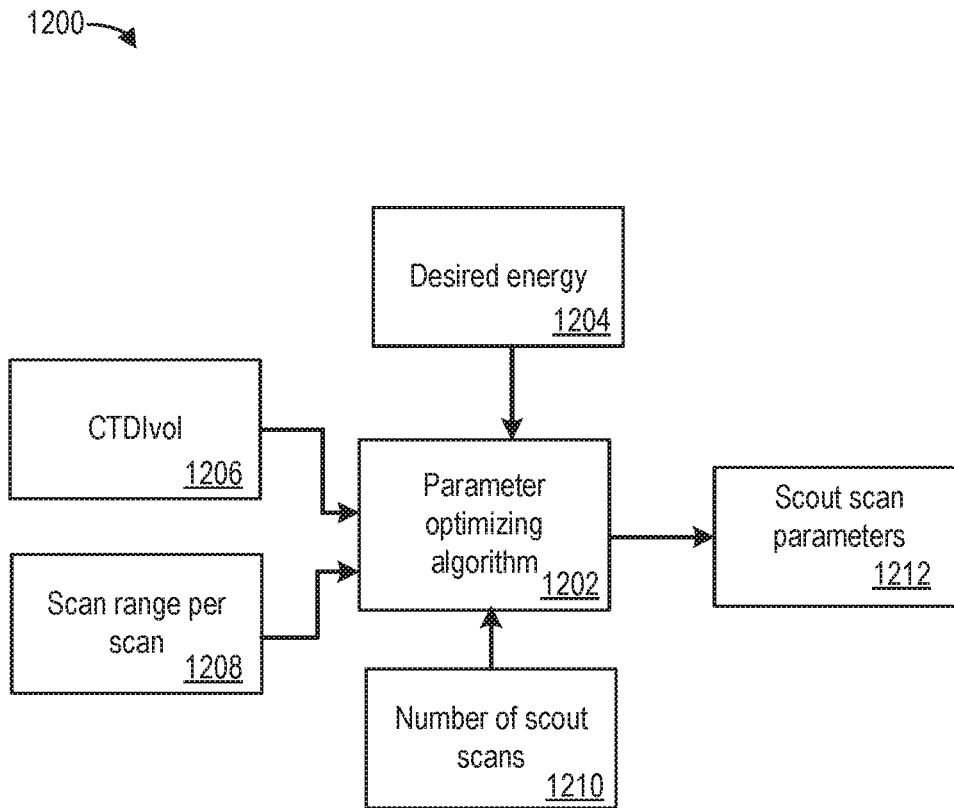 1200
Desired energy
1204
CTDIvol
1206
Parameter
optimizing
algorithm
1202
Scout scan
parameters
1212
Scan range per
scan
1208
Number of scout
scans
1210